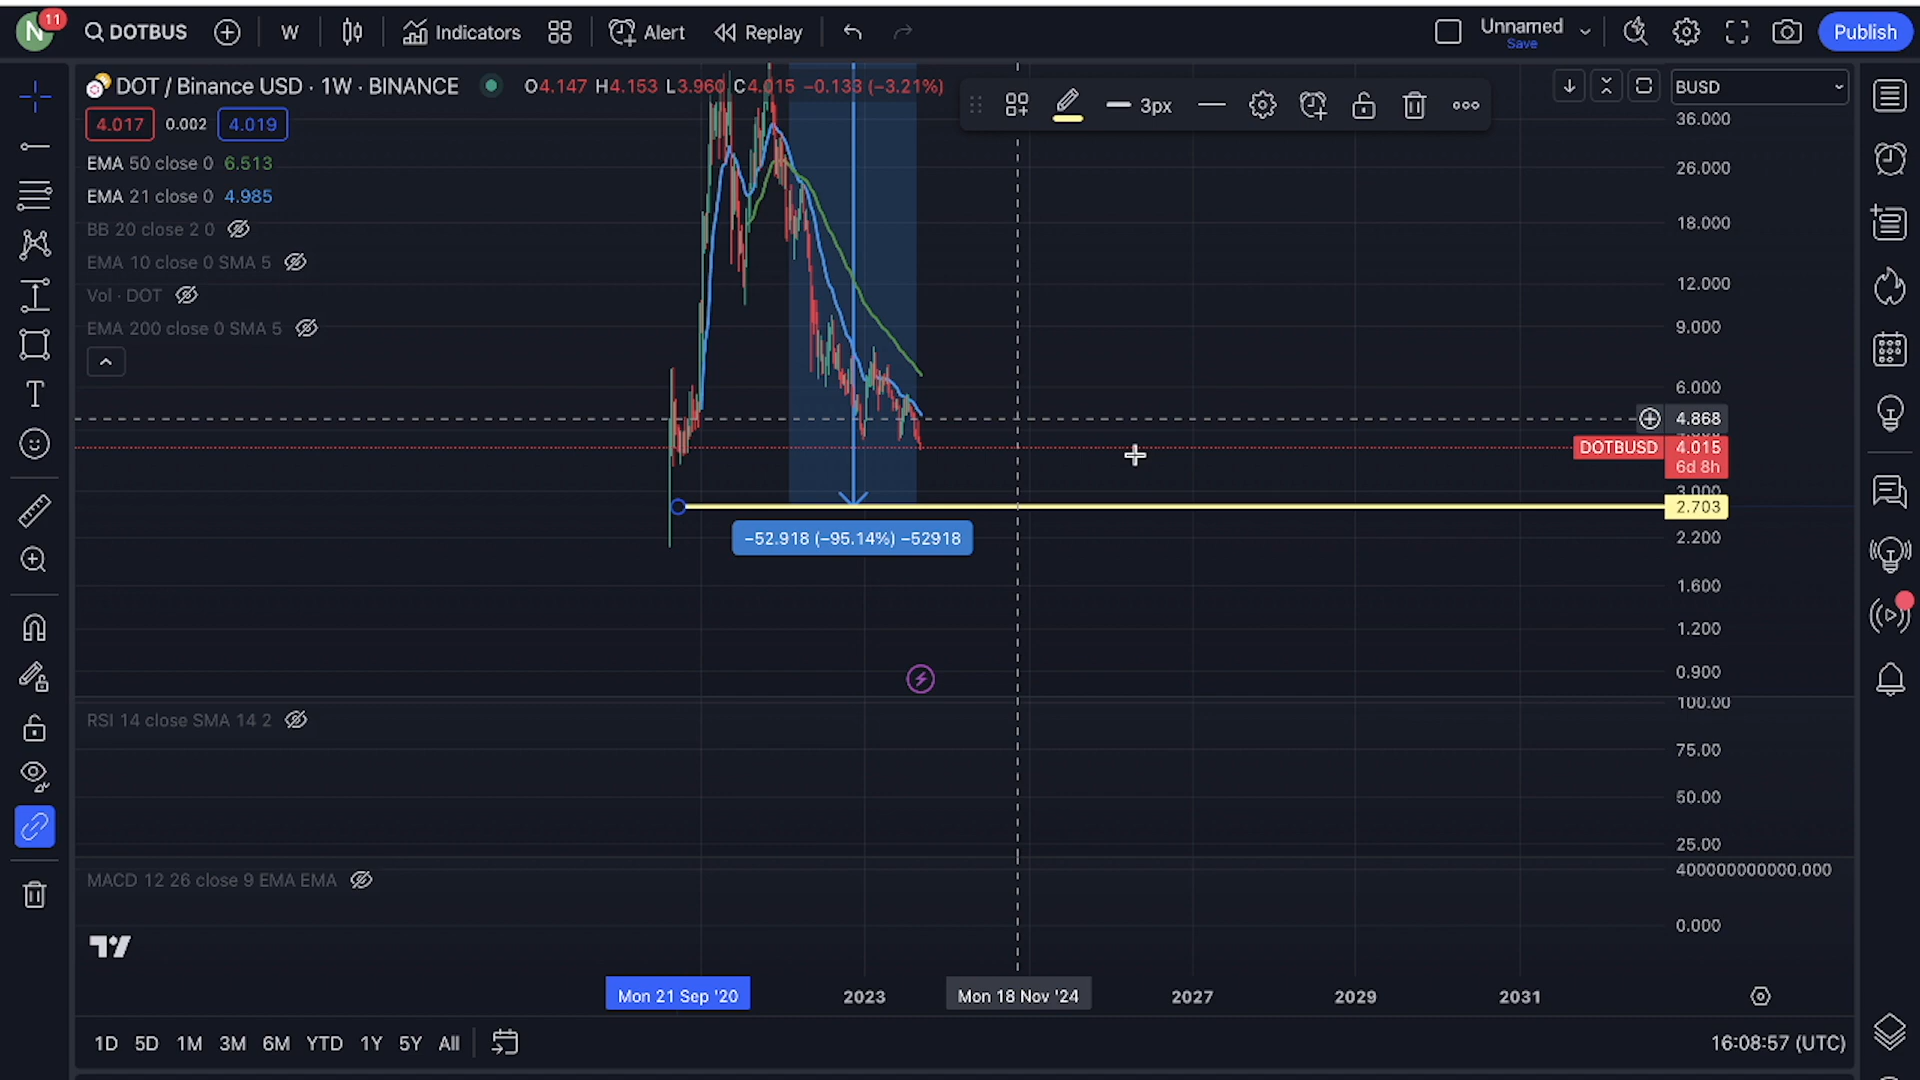 N 11 DOTBUS W Indicators Alert Replay Unnamed Publish
Save
DOT / Binance USD · 1W · BINANCE O4.147 H4.153 L3.960 C4.015 −0.133 (−3.21%) 3px BUSD
4.017 0.002 4.019
EMA 50 close 0 6.513
EMA 21 close 0 4.985
BB 20 close 2 0
EMA 10 close 0 SMA 5
Vol · DOT
EMA 200 close 0 SMA 5
36.000
26.000
18.000
12.000
9.000
6.000
4.868
DOTBUSD 4.015
6d 8h
3.000
2.703
−52.918 (−95.14%) −52918
2.200
1.600
1.200
0.900
100.00
RSI 14 close SMA 14 2
75.00
50.00
25.00
MACD 12 26 close 9 EMA EMA
400000000000.000
0.000
Mon 21 Sep '20 2023 Mon 18 Nov '24 2027 2029 2031
1D 5D 1M 3M 6M YTD 1Y 5Y All 16:08:57 (UTC)